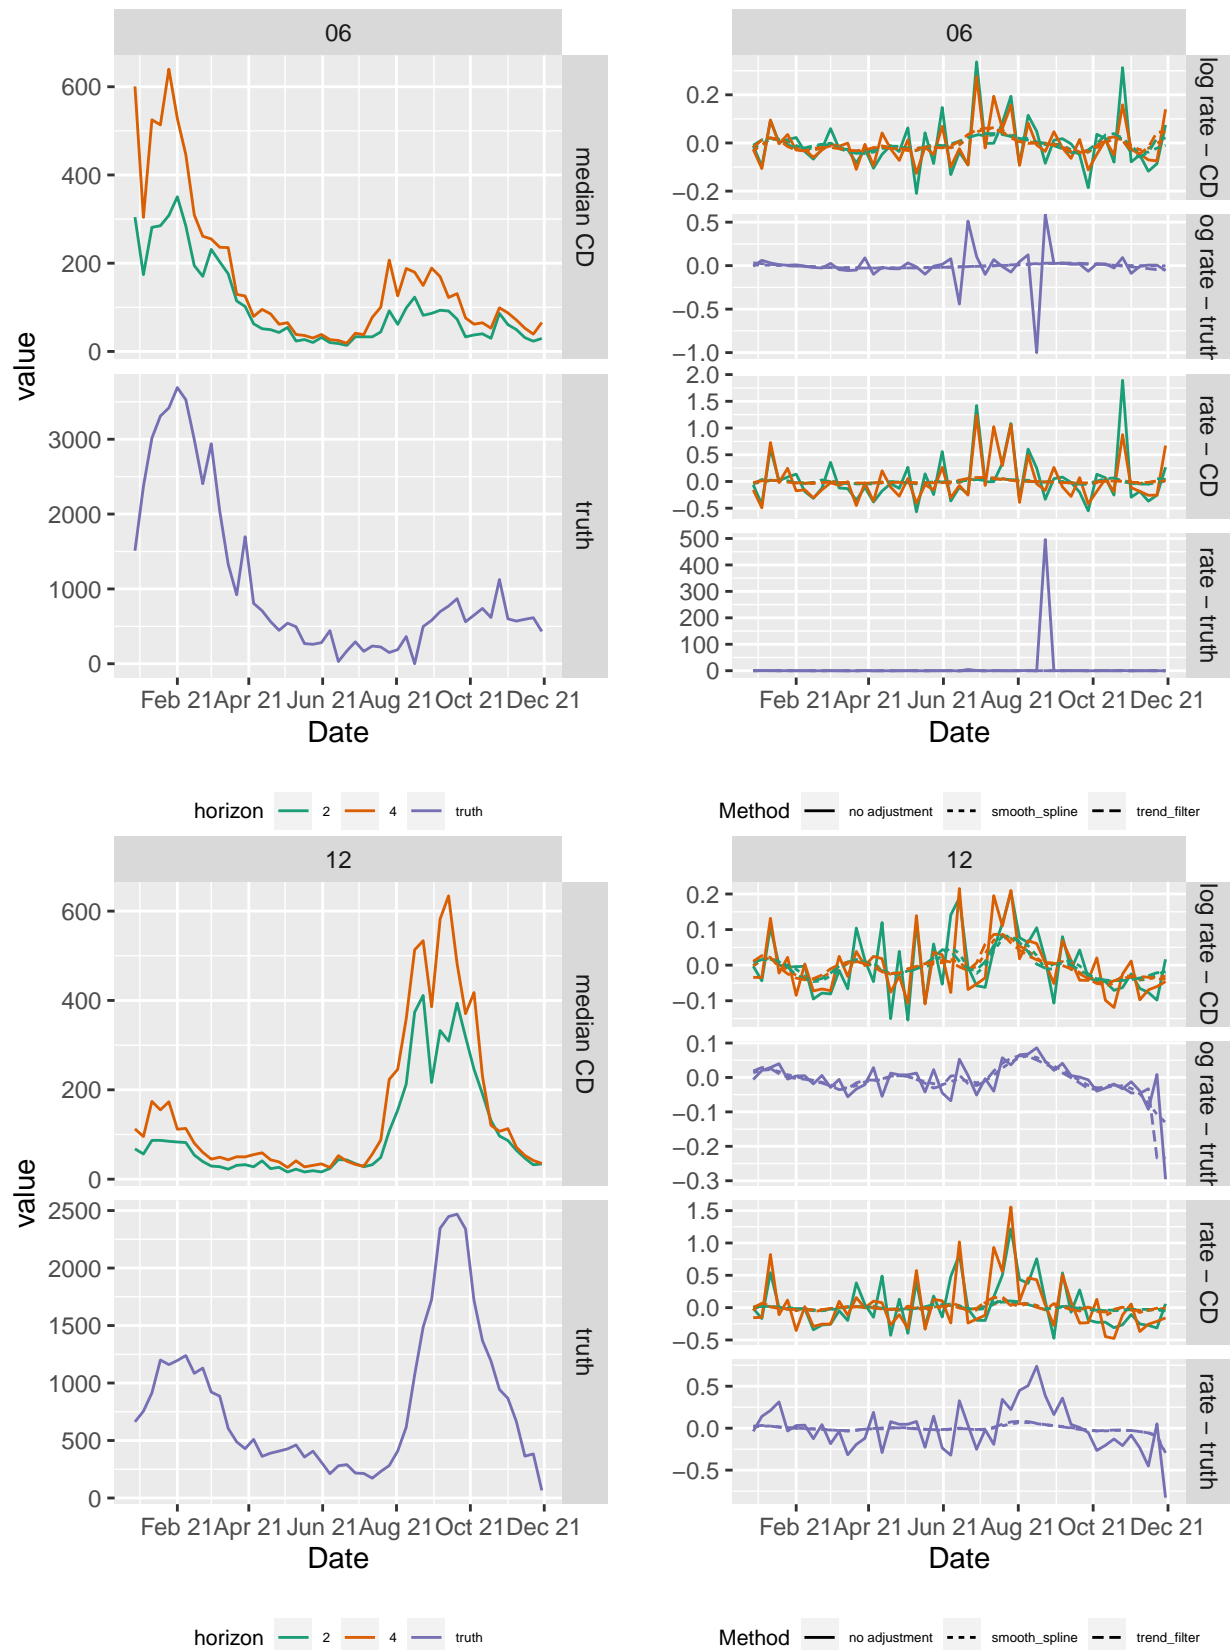 06
600
400
200
0
median CD
3000
2000
1000
0
truth
value
Feb 21 Apr 21 Jun 21 Aug 21 Oct 21 Dec 21
Date
horizon 2 4 truth
06
0.2
0.0
−0.2
log rate − CD
0.5
0.0
−0.5
−1.0
og rate − truth
2.0
1.5
1.0
0.5
0.0
−0.5
rate − CD
500
400
300
200
100
0
rate − truth
Feb 21 Apr 21 Jun 21 Aug 21 Oct 21 Dec 21
Date
Method no adjustment smooth_spline trend_filter
12
600
400
200
0
median CD
2500
2000
1500
1000
500
0
truth
value
Feb 21 Apr 21 Jun 21 Aug 21 Oct 21 Dec 21
Date
horizon 2 4 truth
12
0.2
0.1
0.0
−0.1
log rate − CD
0.1
0.0
−0.1
−0.2
−0.3
og rate − truth
1.5
1.0
0.5
0.0
−0.5
rate − CD
0.5
0.0
−0.5
rate − truth
Feb 21 Apr 21 Jun 21 Aug 21 Oct 21 Dec 21
Date
Method no adjustment smooth_spline trend_filter